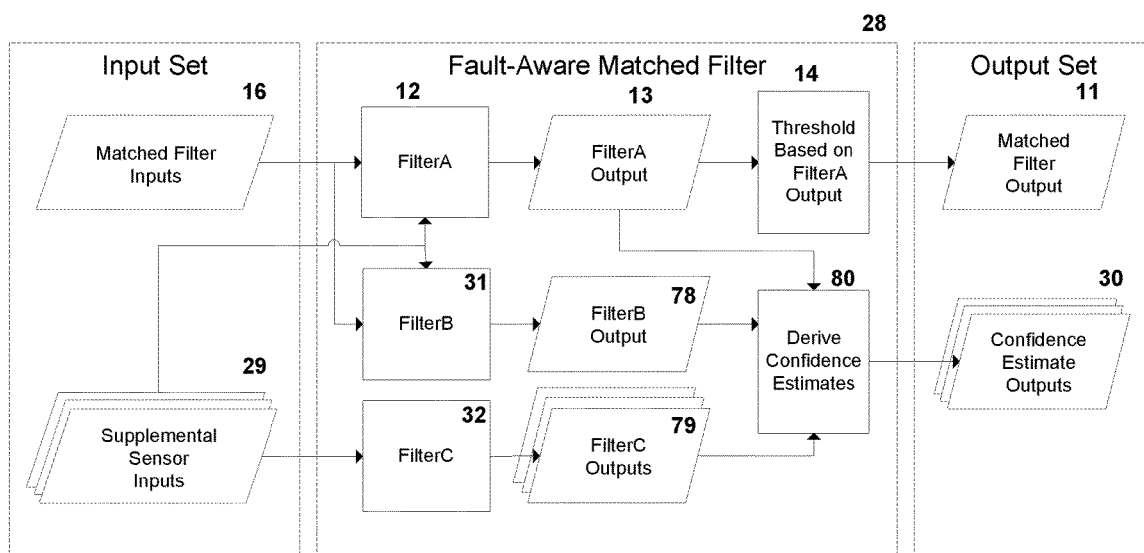 28
Input Set
Fault-Aware Matched Filter
Output Set
16
12
13
14
11
Matched Filter
Inputs
FilterA
FilterA
Output
Threshold
Based on
FilterA
Output
Matched
Filter
Output
31
78
80
30
FilterB
FilterB
Output
Derive
Confidence
Estimates
Confidence
Estimate
Outputs
29
32
79
Supplemental
Sensor
Inputs
FilterC
FilterC
Outputs